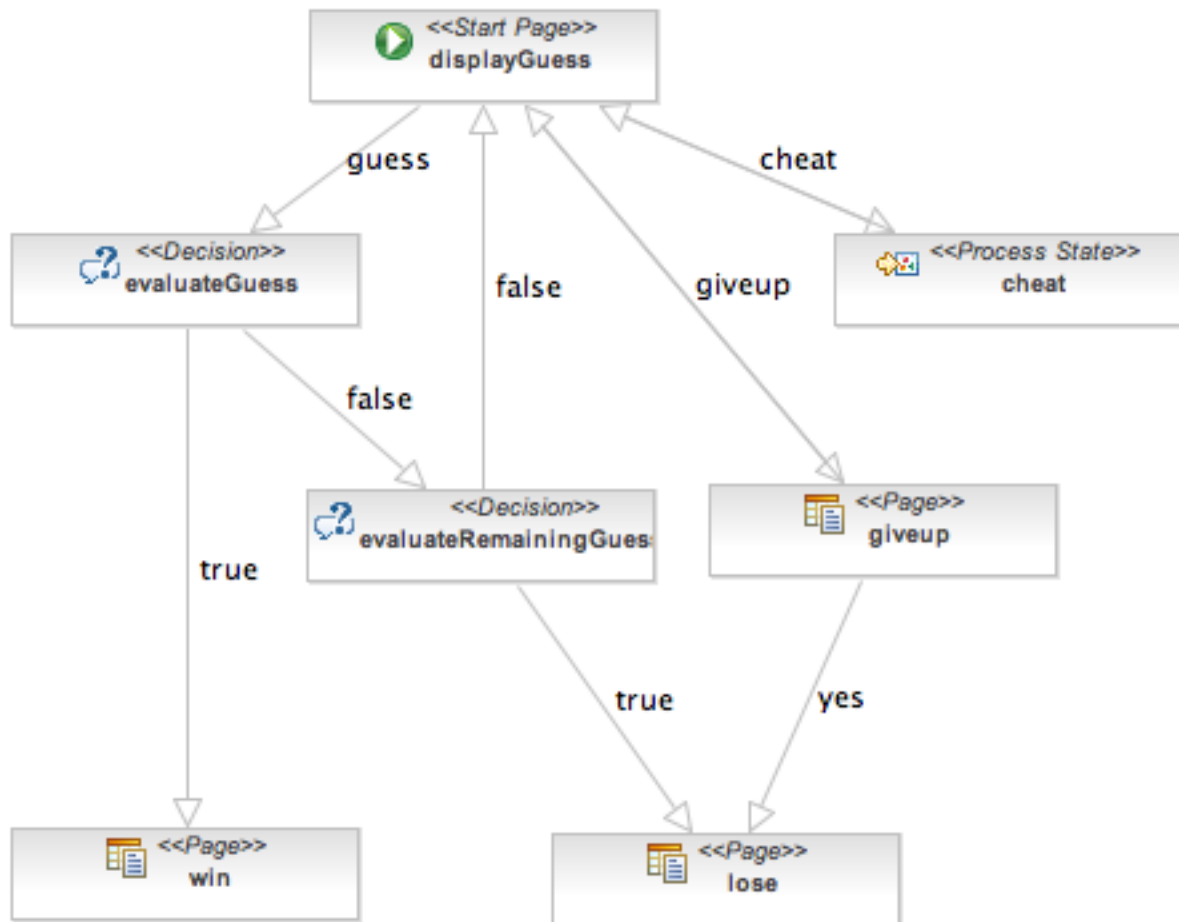 <<Start Page>>
displayGuess
guess
cheat
<<Decision>>
evaluateGuess
false
giveup
<<Process State>>
cheat
false
<<Decision>>
evaluateRemainingGuess
<<Page>>
giveup
true
true
yes
<<Page>>
win
<<Page>>
lose